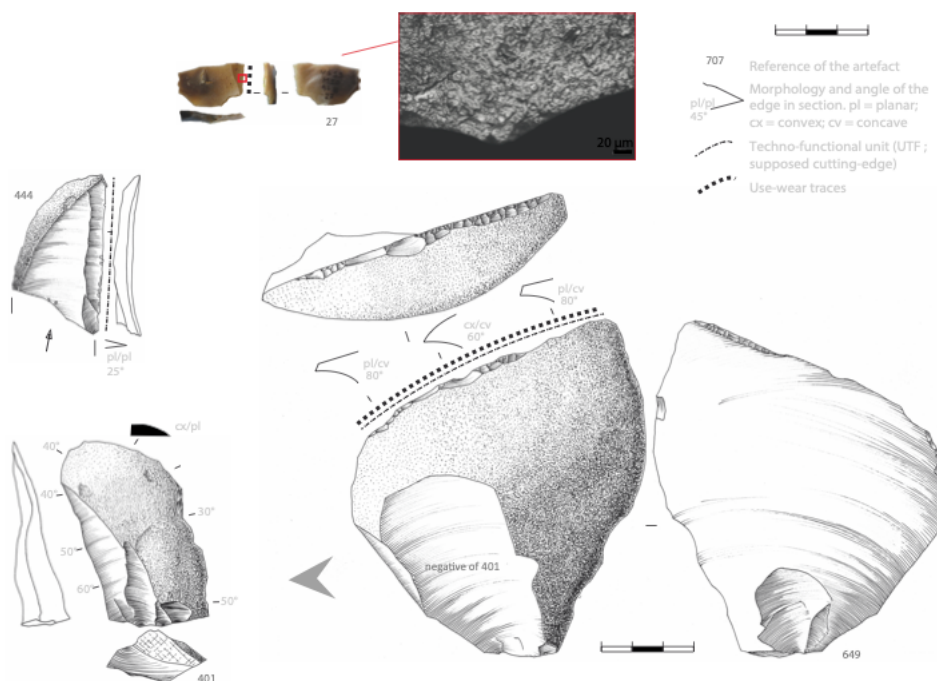 27
20 µm
707 Reference of the artefact
pl/pl
45°
Morphology and angle of the
edge in section. pl = planar;
cx = convex; cv = concave
Techno-functional unit (UTF ;
supposed cutting-edge)
Use-wear traces
444
pl/pl
25°
pl/cv
80°
cx/cv
60°
pl/cv
80°
cx/pl
40°
40°
30°
50°
60°
50°
401
negative of 401
649